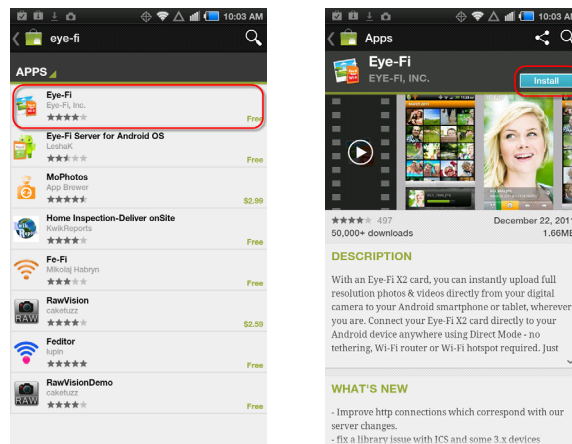 10:03 AM
eye-fi
APPS
Eye-Fi
Eye-Fi, Inc.
Free
Eye-Fi Server for Android OS
LeshaK
Free
MoPhotos
App Brewer
$2.99
Home Inspection-Deliver onSite
KwikReports
Free
Fe-Fi
Mikolaj Habryn
Free
RAW
RawVision
caketuzz
$2.59
Feditor
lupin
Free
RAW
RawVisionDemo
caketuzz
Free
10:03 AM
Apps
Eye-Fi
EYE-FI, INC.
Install
497
December 22, 2011
50,000+ downloads
1.66MB
DESCRIPTION
With an Eye-Fi X2 card, you can instantly upload full
resolution photos & videos directly from your digital
camera to your Android smartphone or tablet, wherever
you are. Connect your Eye-Fi X2 card directly to your
Android device anywhere using Direct Mode - no
tethering, Wi-Fi router or Wi-Fi hotspot required. Just
WHAT'S NEW
- Improve http connections which correspond with our
server changes.
- fix a library issue with ICS and some 3.x devices